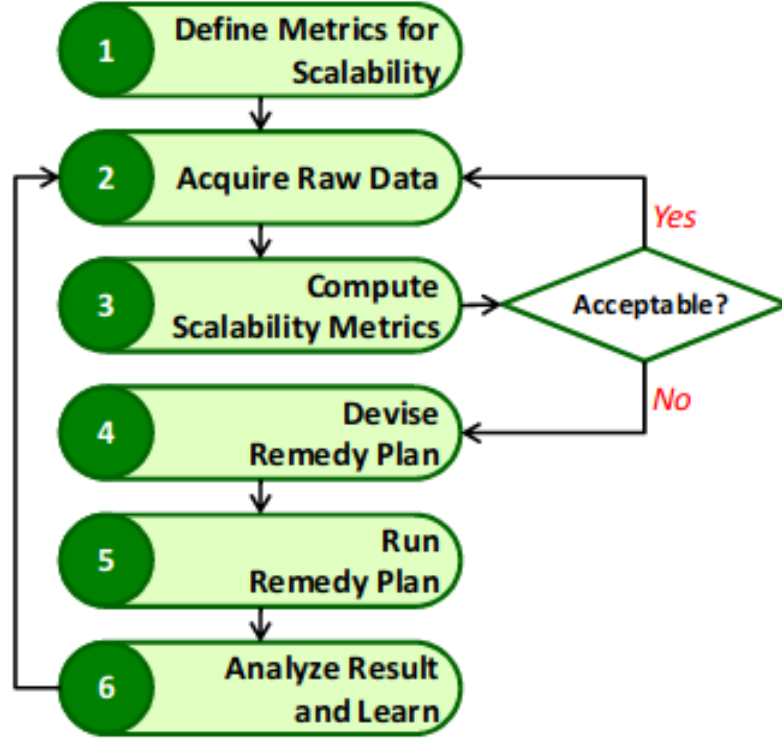 1
Define Metrics for
Scalability
2
Acquire Raw Data
Yes
3
Compute
Scalability Metrics
Acceptable?
No
4
Devise
Remedy Plan
5
Run
Remedy Plan
6
Analyze Result
and Learn